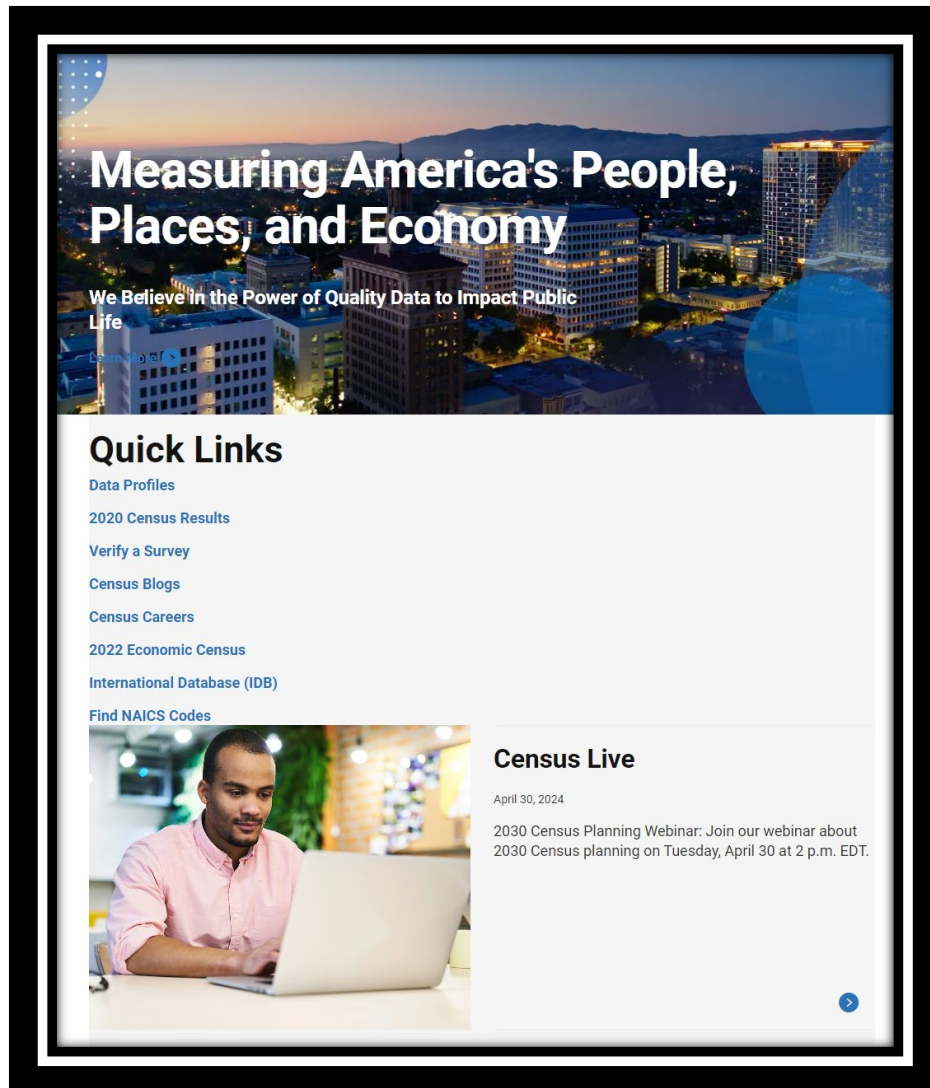 Measuring America's People,
Places, and Economy
We Believe in the Power of Quality Data to Impact Public
Life
Learn More
Quick Links
Data Profiles
2020 Census Results
Verify a Survey
Census Blogs
Census Careers
2022 Economic Census
International Database (IDB)
Find NAICS Codes
Census Live
April 30, 2024
2030 Census Planning Webinar: Join our webinar about
2030 Census planning on Tuesday, April 30 at 2 p.m. EDT.